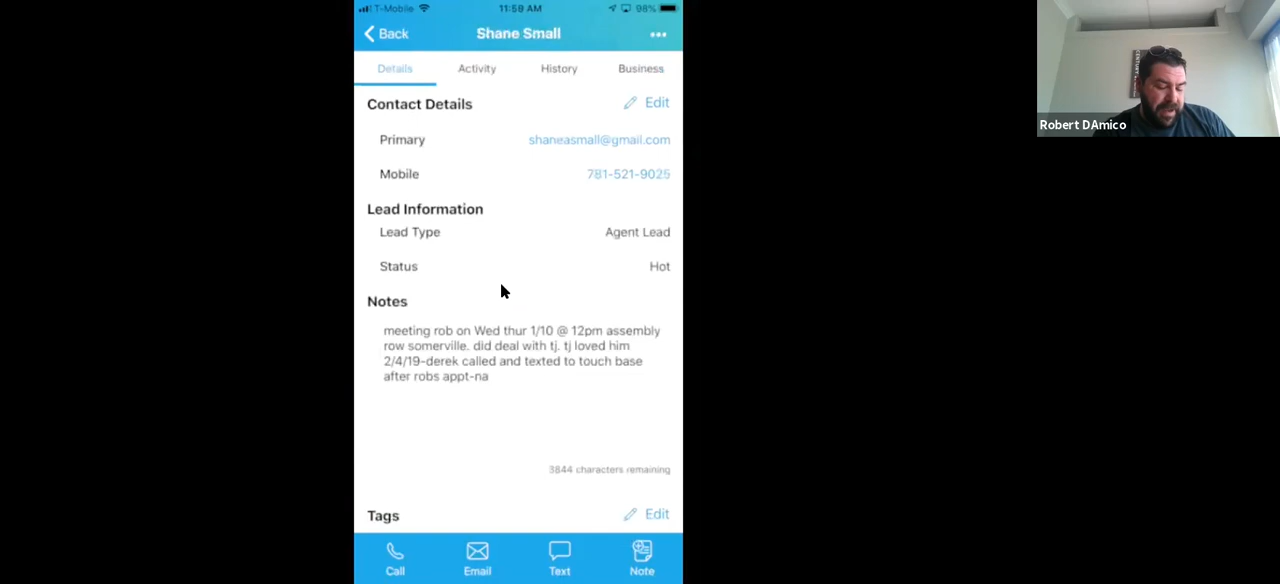 T-Mobile 11:58 AM 98%
Back Shane Small
Details Activity History Business
Contact Details Edit
Primary shaneasmall@gmail.com
Mobile 781-521-9025
Lead Information
Lead Type Agent Lead
Status Hot
Notes
meeting rob on Wed thur 1/10 @ 12pm assembly
row somerville. did deal with tj. tj loved him
2/4/19-derek called and texted to touch base
after robs appt-na
3844 characters remaining
Tags Edit
Call Email Text Note
Robert DAmico